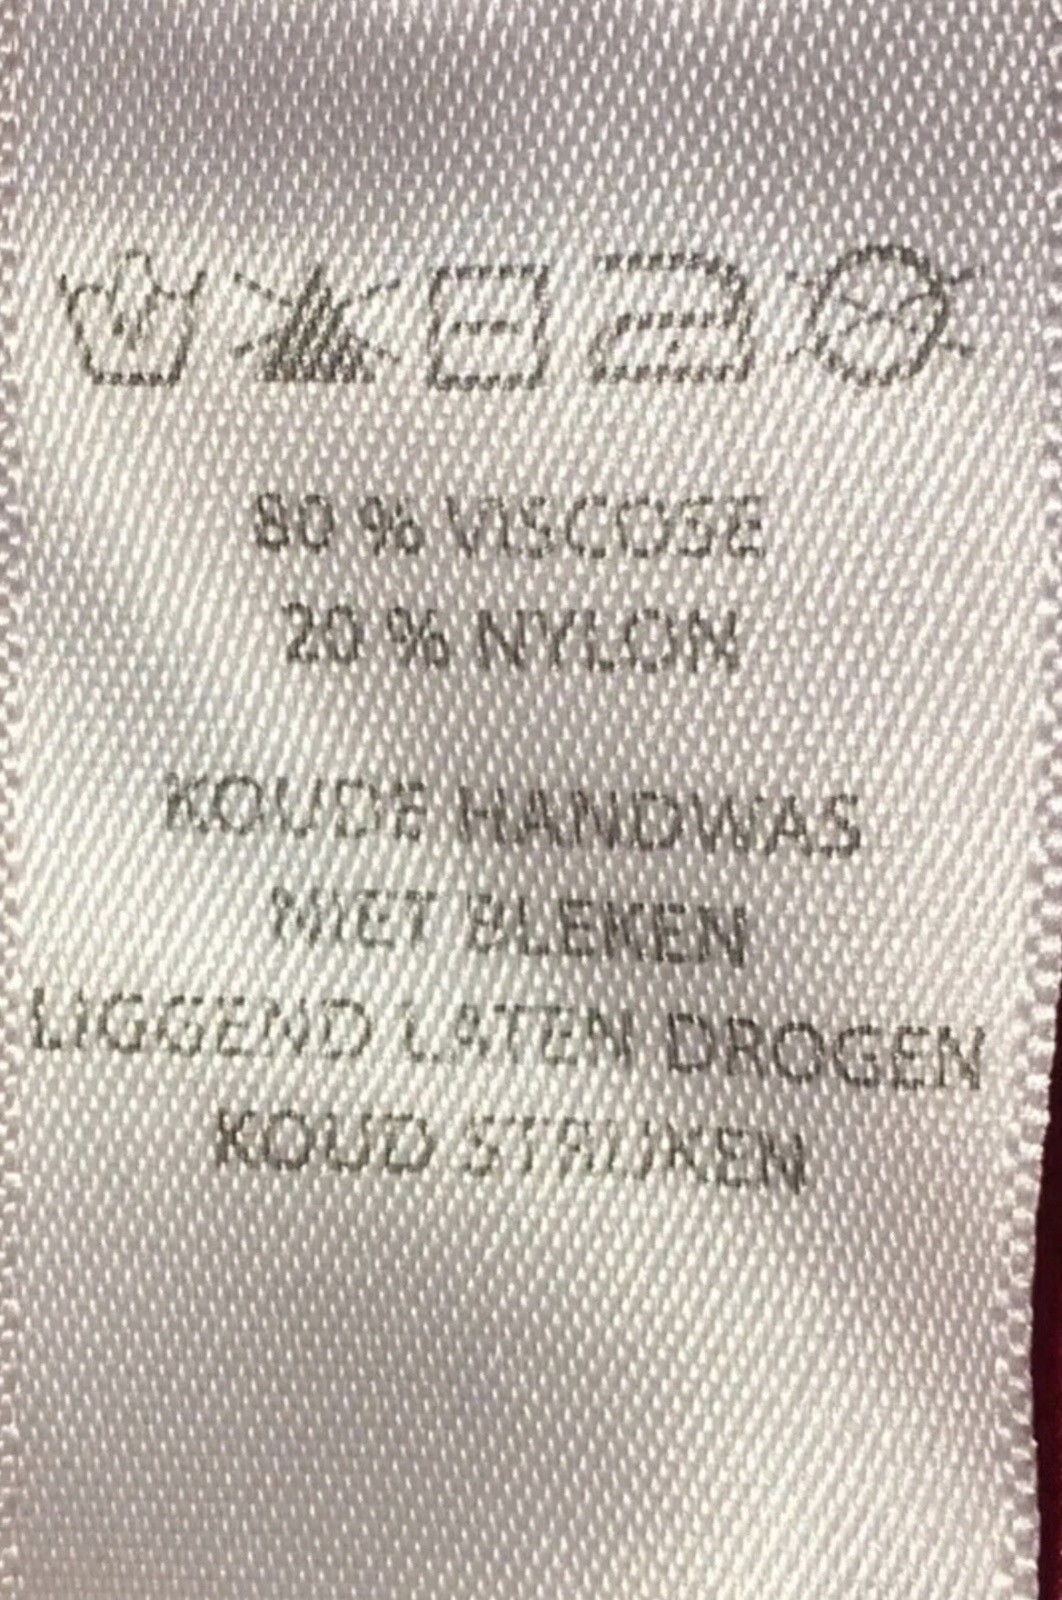 80 % VISCOSE
20 % NYLON
KOUDE HANDWAS
NIET BLEKEN
LIGGEND LATEN DROGEN
KOUD STRIJKEN